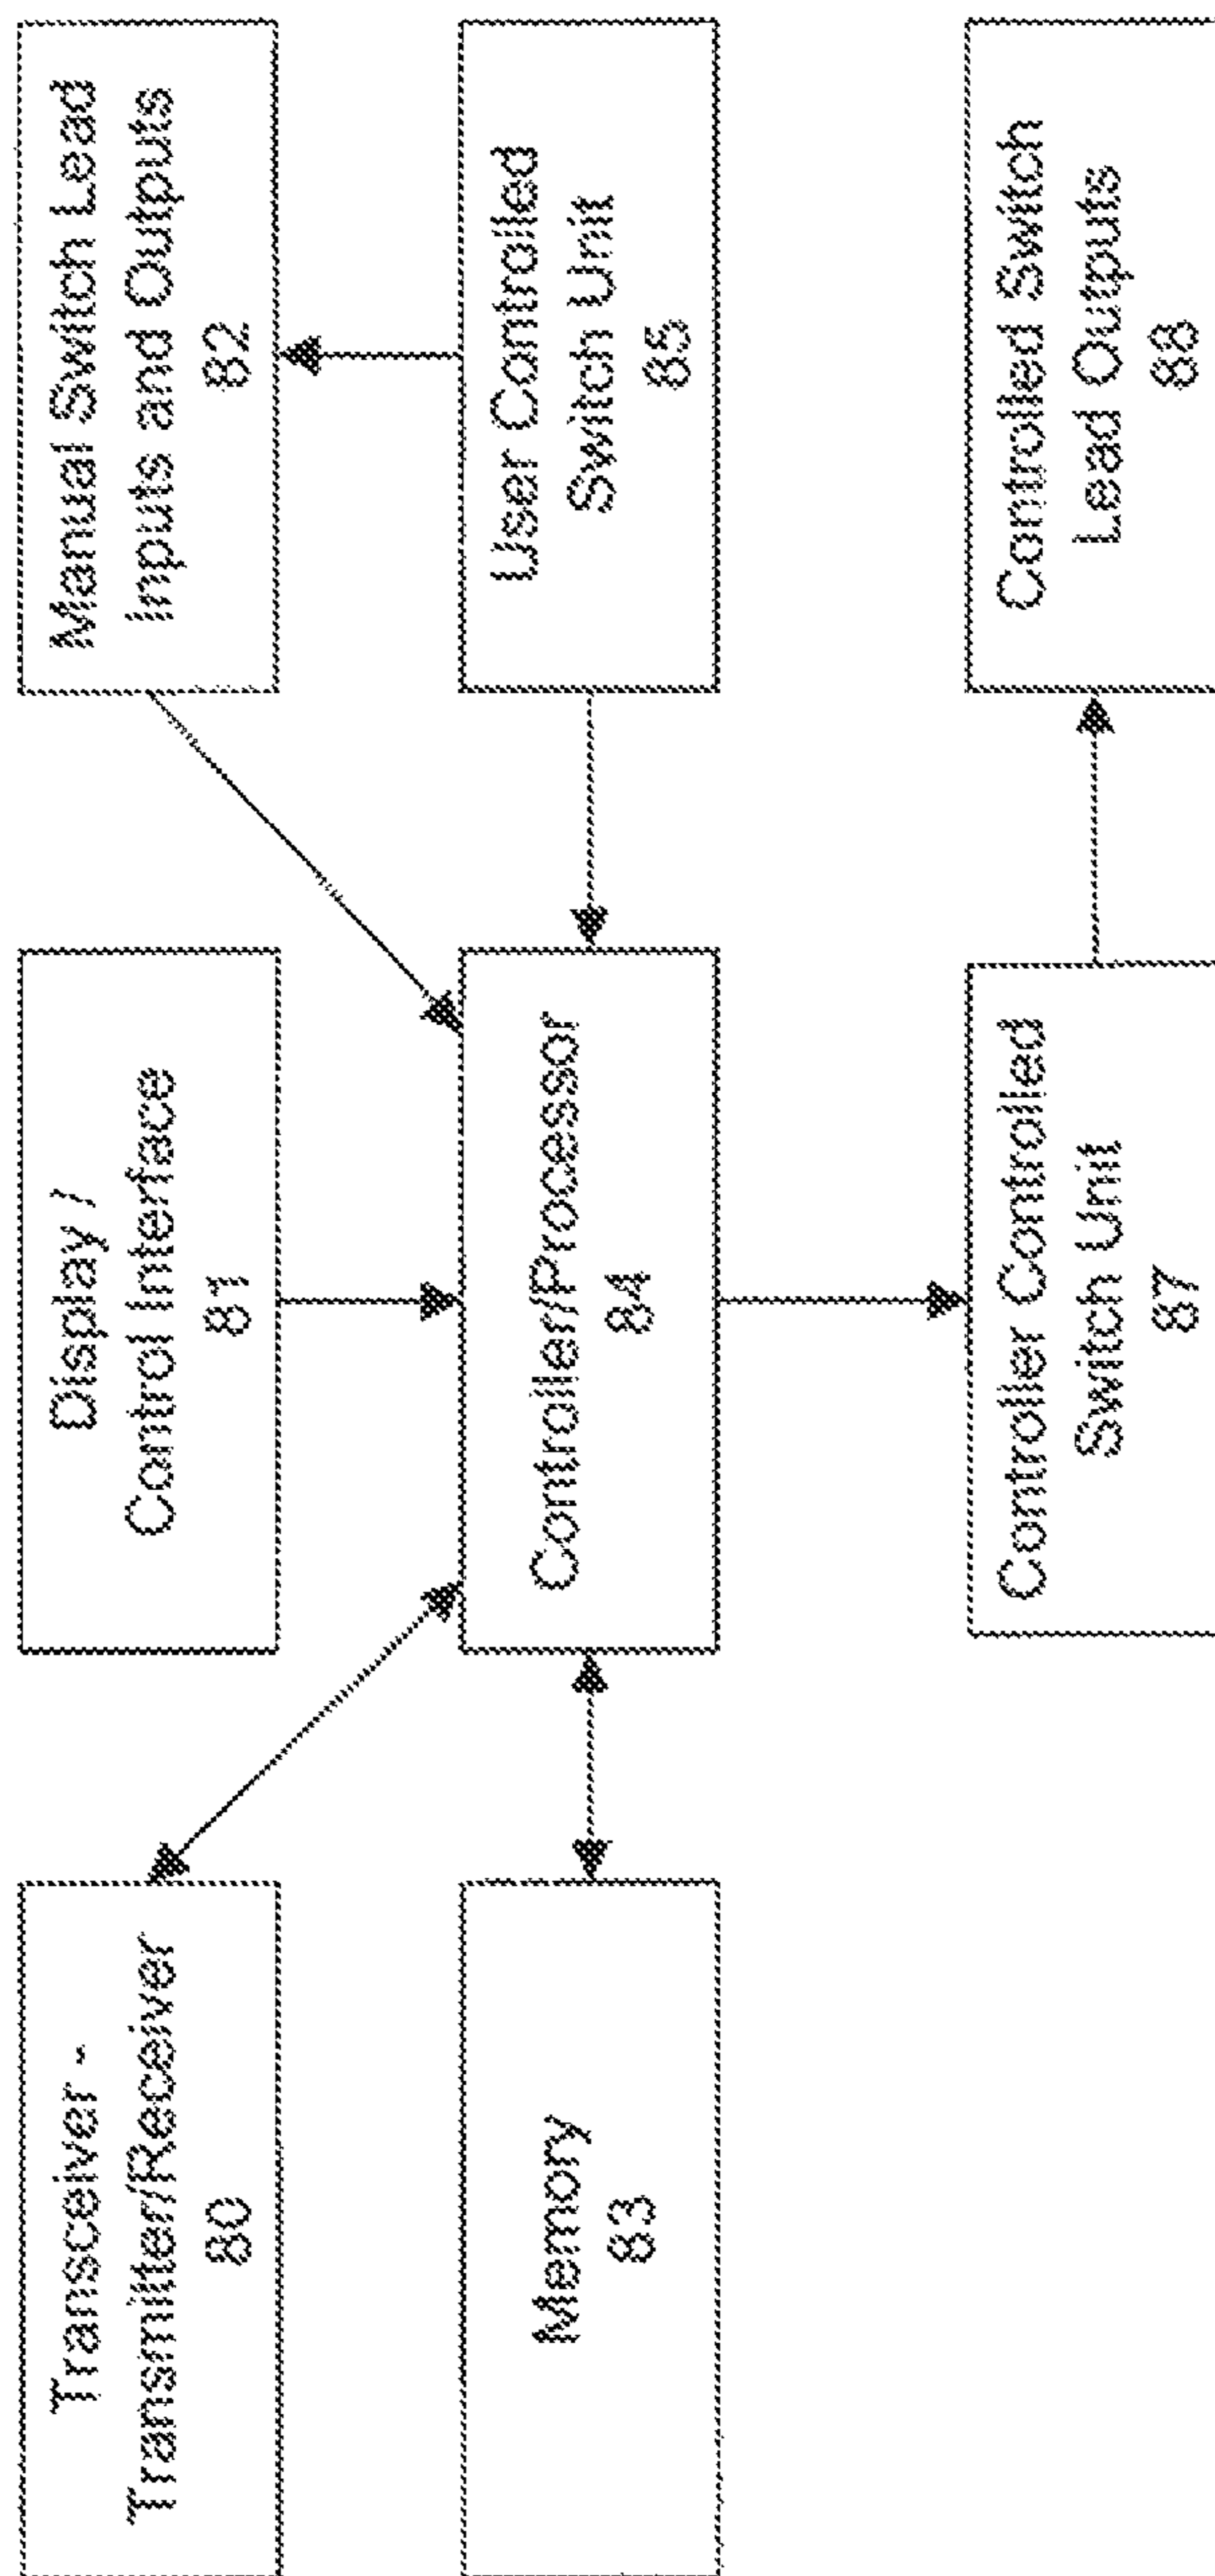 Transceiver -
Transmitter/Receiver
80
Display /
Control Interface
81
Manual Switch Lead
Inputs and Outputs
82
Memory
83
Controller/Processor
84
User Controlled
Switch Unit
85
Controller Controlled
Switch Unit
87
Controlled Switch
Lead Outputs
88